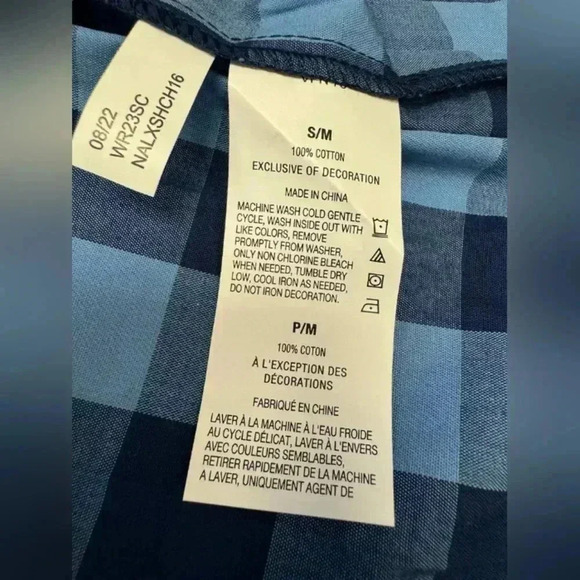 08/22
WR23SC
NALXSHCH16
S/M
100% COTTON
EXCLUSIVE OF DECORATION
MADE IN CHINA
MACHINE WASH COLD GENTLE
CYCLE, WASH INSIDE OUT WITH
LIKE COLORS, REMOVE
PROMPTLY FROM WASHER,
ONLY NON CHLORINE BLEACH
WHEN NEEDED, TUMBLE DRY
LOW, COOL IRON AS NEEDED,
DO NOT IRON DECORATION.
P/M
100% COTON
À L'EXCEPTION DES
DÉCORATIONS
FABRIQUÉ EN CHINE
LAVER À LA MACHINE À L'EAU FROIDE
AU CYCLE DÉLICAT, LAVER À L'ENVERS
AVEC COULEURS SEMBLABLES,
RETIRER RAPIDEMENT DE LA MACHINE
A LAVER, UNIQUEMENT AGENT DE